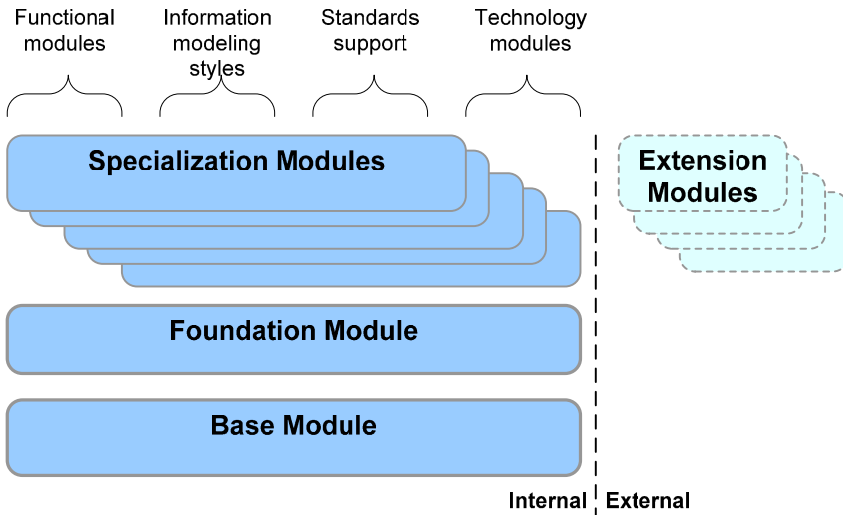 Functional
modules
Information
modeling
styles
Standards
support
Technology
modules
Specialization Modules
Extension
Modules
Foundation Module
Base Module
Internal
External